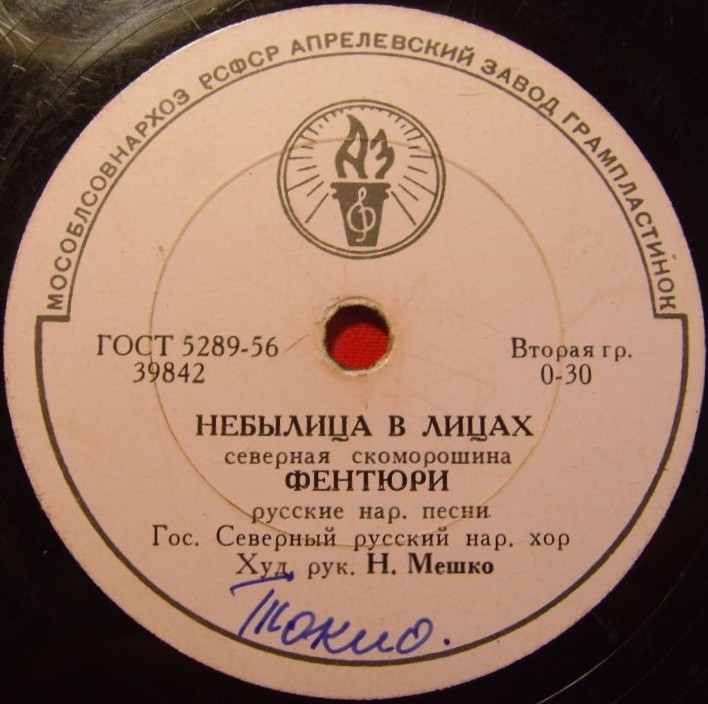 МОСОБЛСОВНАРХОЗ РСФСР АПРЕЛЕВСКИЙ ЗАВОД ГРАМПЛАСТИНОК
АЗ
ГОСТ 5289-56
39842
Вторая гр.
0-30
НЕБЫЛИЦА В ЛИЦАХ
северная скоморошина
ФЕНТЮРИ
русские нар. песни
Гос. Северный русский нар. хор
Худ. рук. Н. Мешко
Токио.